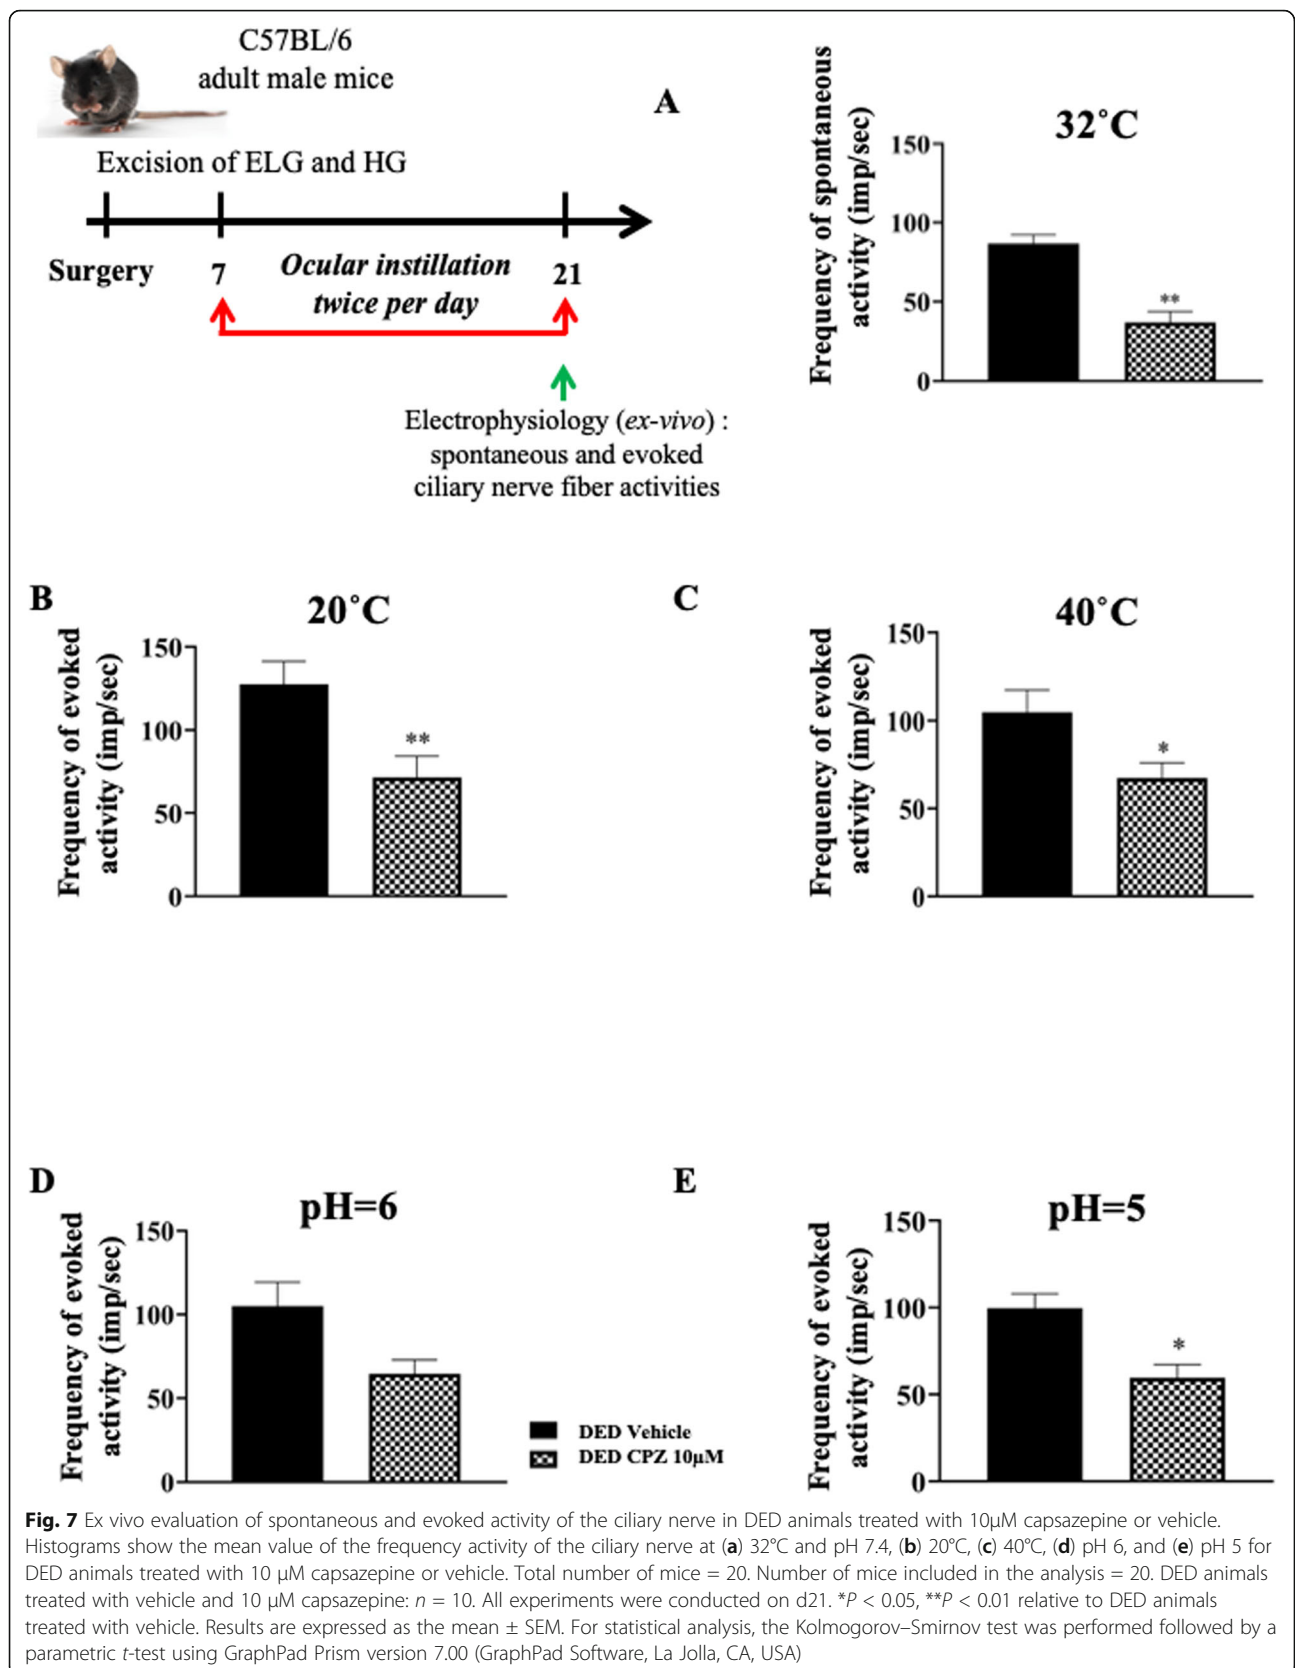 C57BL/6
adult male mice
Excision of ELG and HG
Surgery
7
Ocular instillation
twice per day
21
Electrophysiology (ex-vivo) :
spontaneous and evoked
ciliary nerve fiber activities
A
32˚C
Frequency of spontaneous
activity (imp/sec)
150
100
50
0
**
B
20˚C
Frequency of evoked
activity (imp/sec)
150
100
50
0
**
C
40˚C
Frequency of evoked
activity (imp/sec)
150
100
50
0
*
D
pH=6
Frequency of evoked
activity (imp/sec)
150
100
50
0
DED Vehicle
DED CPZ 10µM
E
pH=5
Frequency of evoked
activity (imp/sec)
150
100
50
0
*
Fig. 7 Ex vivo evaluation of spontaneous and evoked activity of the ciliary nerve in DED animals treated with 10µM capsazepine or vehicle.
Histograms show the mean value of the frequency activity of the ciliary nerve at (a) 32°C and pH 7.4, (b) 20°C, (c) 40°C, (d) pH 6, and (e) pH 5 for
DED animals treated with 10 µM capsazepine or vehicle. Total number of mice = 20. Number of mice included in the analysis = 20. DED animals
treated with vehicle and 10 µM capsazepine: n = 10. All experiments were conducted on d21. *P < 0.05, **P < 0.01 relative to DED animals
treated with vehicle. Results are expressed as the mean ± SEM. For statistical analysis, the Kolmogorov–Smirnov test was performed followed by a
parametric t-test using GraphPad Prism version 7.00 (GraphPad Software, La Jolla, CA, USA)